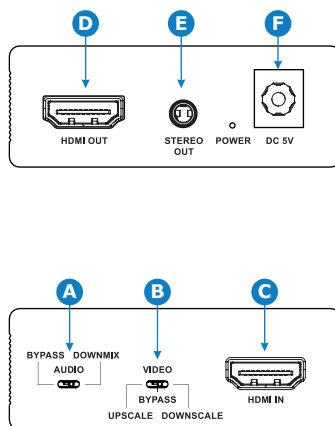 D E F
HDMI OUT
STEREO OUT
POWER
DC 5V
A B C
BYPASS DOWNMIX
AUDIO
VIDEO
BYPASS
UPSCALE DOWNSCALE
HDMI IN